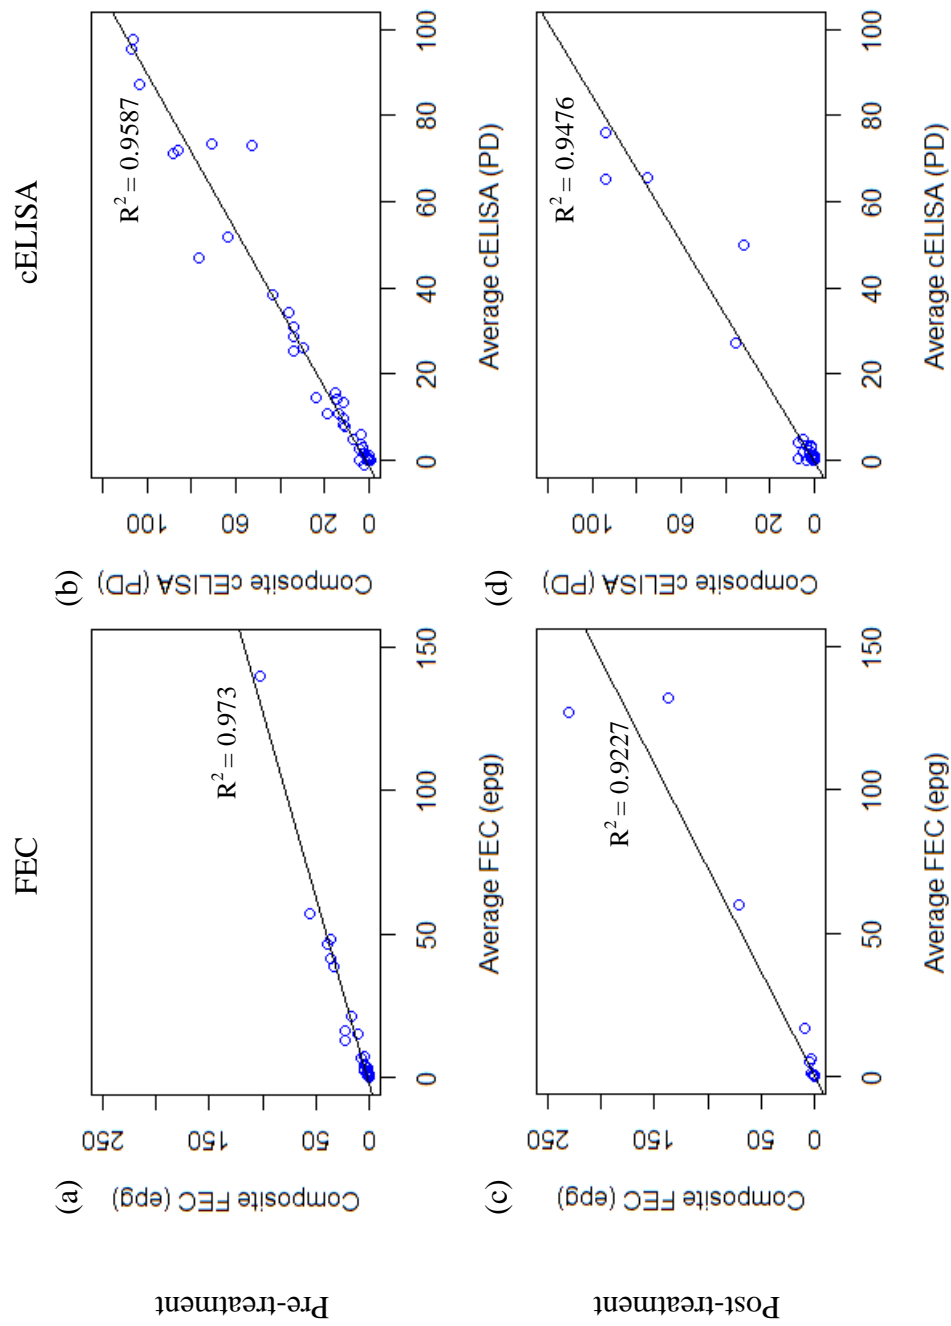 FEC
cELISA
Pre-treatment
(a)
Composite FEC (epg)
0
50
150
250
R² = 0.973
0
50
100
150
Average FEC (epg)
(b)
Composite cELISA (PD)
0
20
60
100
R² = 0.9587
0
20
40
60
80
100
Average cELISA (PD)
Post-treatment
(c)
Composite FEC (epg)
0
50
150
250
R² = 0.9227
0
50
100
150
Average FEC (epg)
(d)
Composite cELISA (PD)
0
20
60
100
R² = 0.9476
0
20
40
60
80
100
Average cELISA (PD)